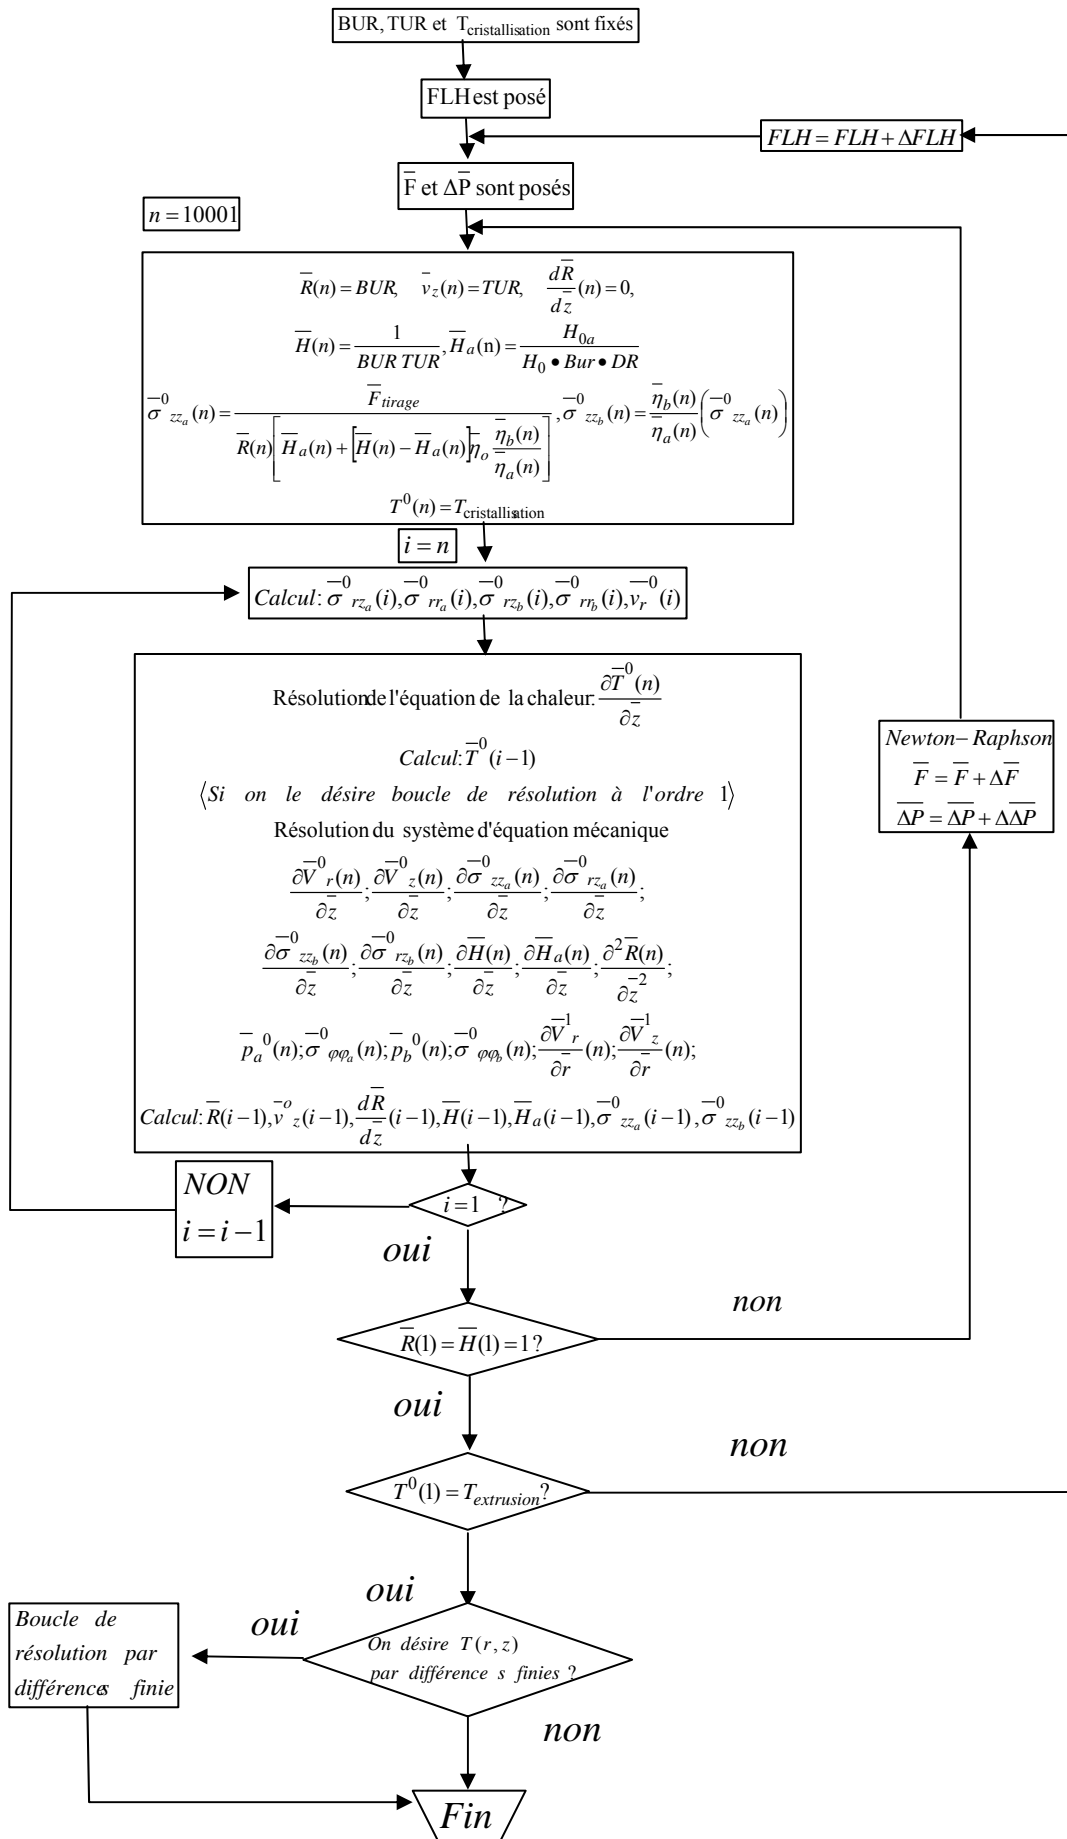 BUR, TUR et T_cristallisation sont fixés
FLH est posé
FLH = FLH + ΔFLH
F̅ et ΔP̅ sont posés
n = 10001
R̅(n) = BUR, v̅_z(n) = TUR, dR̅/dz̅(n) = 0,
H̅(n) = 1/(BUR TUR), H̅_a(n) = H_0a/(H_0 • Bur • DR)
σ̅⁰_zz_a(n) = F̅_tirage/(R̅(n)[H̅_a(n) + [H̅(n) − H̅_a(n)]η̅_o η̅_b(n)/η̅_a(n)]), σ̅⁰_zz_b(n) = η̅_b(n)/η̅_a(n)(σ̅⁰_zz_a(n))
T⁰(n) = T_cristallisation
i = n
Calcul: σ̅⁰_rz_a(i), σ̅⁰_rr_a(i), σ̅⁰_rz_b(i), σ̅⁰_rr_b(i), v̅_r⁰(i)
Résolution de l'équation de la chaleur: ∂T̅⁰(n)/∂z̅
Calcul: T̅⁰(i−1)
⟨Si on le désire boucle de résolution à l'ordre 1⟩
Résolution du système d'équation mécanique
∂V̅⁰_r(n)/∂z̅; ∂V̅⁰_z(n)/∂z̅; ∂σ̅⁰_zz_a(n)/∂z̅; ∂σ̅⁰_rz_a(n)/∂z̅;
∂σ̅⁰_zz_b(n)/∂z̅; ∂σ̅⁰_rz_b(n)/∂z̅; ∂H̅(n)/∂z̅; ∂H̅_a(n)/∂z̅; ∂²R̅(n)/∂z̅²;
p̅_a⁰(n); σ̅⁰_φφ_a(n); p̅_b⁰(n); σ̅⁰_φφ_b(n); ∂V̅¹_r/∂r̅(n); ∂V̅¹_z/∂r̅(n);
Calcul: R̅(i−1), v̅º_z(i−1), dR̅/dz̅(i−1), H̅(i−1), H̅_a(i−1), σ̅⁰_zz_a(i−1), σ̅⁰_zz_b(i−1)
Newton–Raphson
F̅ = F̅ + ΔF̅
Δ̅P̅ = Δ̅P̅ + ΔΔ̅P̅
NON
i = i − 1
i = 1 ?
oui
R̅(1) = H̅(1) = 1?
non
oui
T⁰(1) = T_extrusion?
non
oui
On désire T(r, z)
par différence s finies ?
oui
Boucle de
résolution par
différences finie
non
Fin